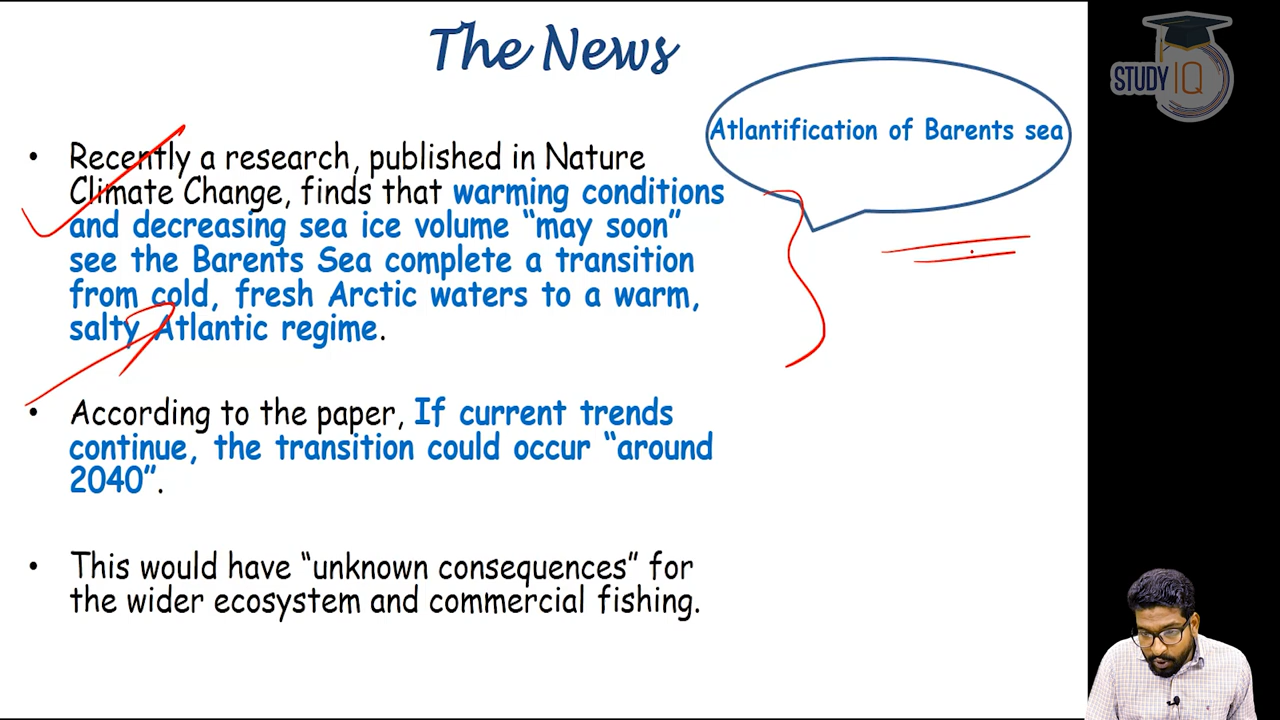 The News
Atlantification of Barents sea
STUDY IQ
• Recently a research, published in Nature
Climate Change, finds that warming conditions
and decreasing sea ice volume “may soon”
see the Barents Sea complete a transition
from cold, fresh Arctic waters to a warm,
salty Atlantic regime.
• According to the paper, If current trends
continue, the transition could occur “around
2040”.
• This would have “unknown consequences” for
the wider ecosystem and commercial fishing.